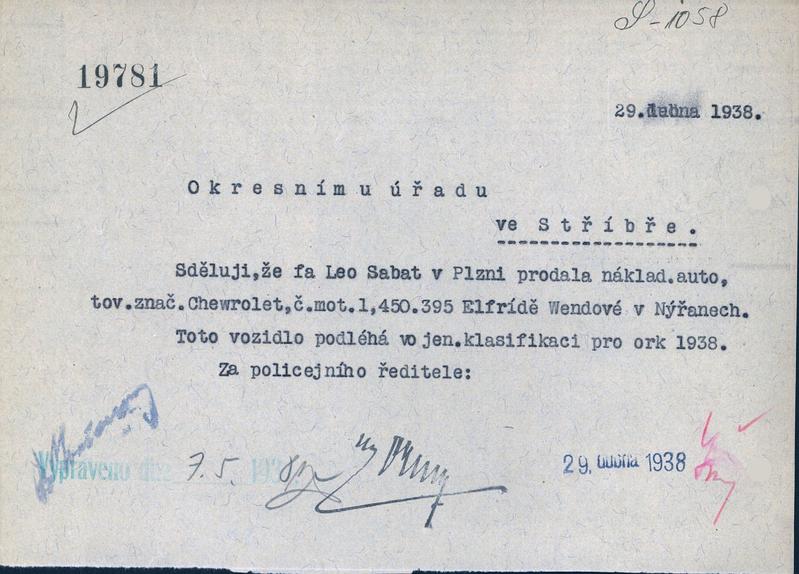 S-1058
19781
29.dubna 1938.
Okresnímu úřadu
ve Stříbře.
Sděluji,že fa Leo Sabat v Plzni prodala náklad.auto,
tov.znač.Chewrolet,č.mot.1,450.395 Elfrídě Wendové v Nýřanech.
Toto vozidlo podléhá vojen.klasifikaci pro ork 1938.
Za policejního ředitele:
Vypraveno dne 7.5. 193
29. dubna 1938